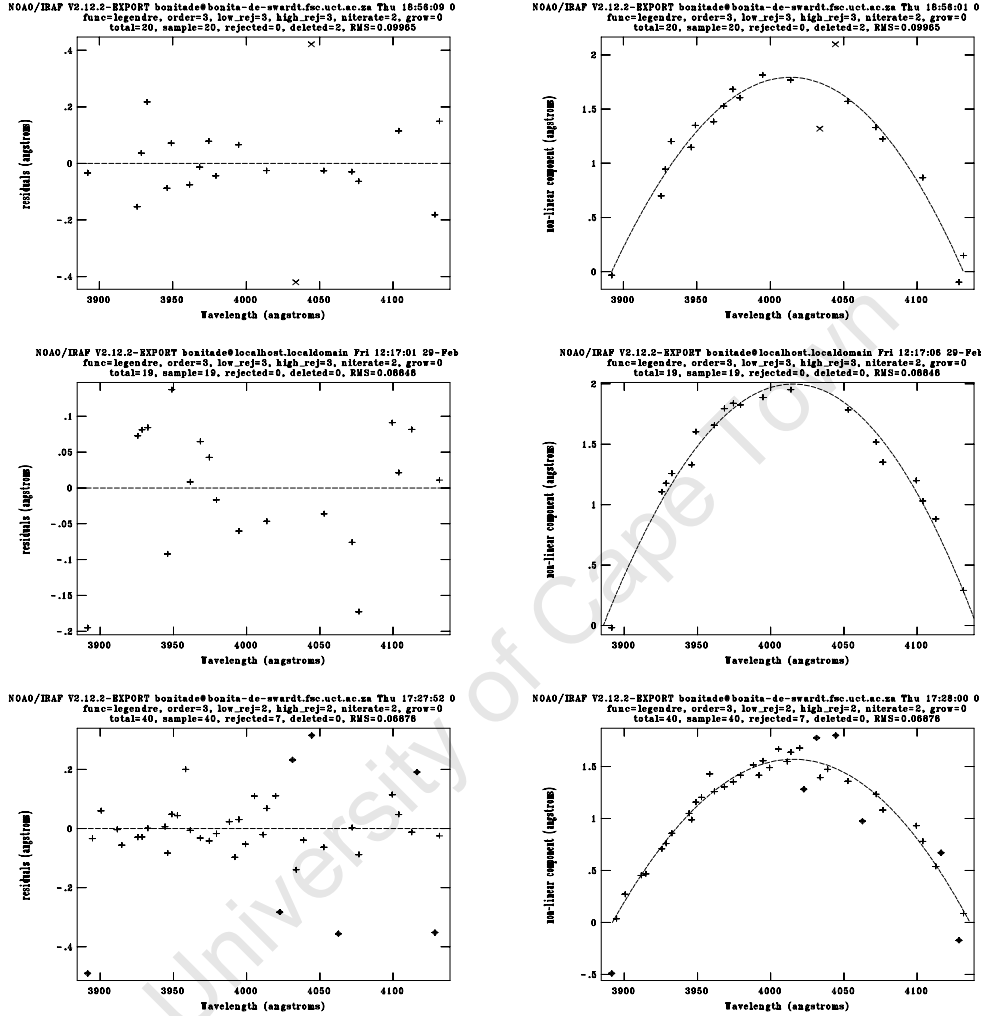 NOAO/IRAF V2.12.2-EXPORT bonitade@bonita-de-swardt.fsc.uct.ac.za Thu 18:56:09 0
func=legendre, order=3, low_rej=3, high_rej=3, niterate=2, grow=0
total=20, sample=20, rejected=0, deleted=2, RMS=0.09965
.4
.2
0
-.2
-.4
residuals (angstroms)
3900 3950 4000 4050 4100
Wavelength (angstroms)
NOAO/IRAF V2.12.2-EXPORT bonitade@bonita-de-swardt.fsc.uct.ac.za Thu 18:56:01 0
func=legendre, order=3, low_rej=3, high_rej=3, niterate=2, grow=0
total=20, sample=20, rejected=0, deleted=2, RMS=0.09965
2
1.5
1
.5
0
non-linear component (angstroms)
3900 3950 4000 4050 4100
Wavelength (angstroms)
NOAO/IRAF V2.12.2-EXPORT bonitade@localhost.localdomain Fri 12:17:01 29-Feb
func=legendre, order=3, low_rej=3, high_rej=3, niterate=2, grow=0
total=19, sample=19, rejected=0, deleted=0, RMS=0.08846
.1
.05
0
-.05
-.1
-.15
-.2
residuals (angstroms)
3900 3950 4000 4050 4100
Wavelength (angstroms)
NOAO/IRAF V2.12.2-EXPORT bonitade@localhost.localdomain Fri 12:17:06 29-Feb
func=legendre, order=3, low_rej=3, high_rej=3, niterate=2, grow=0
total=19, sample=19, rejected=0, deleted=0, RMS=0.08846
2
1.5
1
.5
0
non-linear component (angstroms)
3900 3950 4000 4050 4100
Wavelength (angstroms)
NOAO/IRAF V2.12.2-EXPORT bonitade@bonita-de-swardt.fsc.uct.ac.za Thu 17:27:52 0
func=legendre, order=3, low_rej=2, high_rej=2, niterate=2, grow=0
total=40, sample=40, rejected=7, deleted=0, RMS=0.06876
.2
0
-.2
-.4
residuals (angstroms)
3900 3950 4000 4050 4100
Wavelength (angstroms)
NOAO/IRAF V2.12.2-EXPORT bonitade@bonita-de-swardt.fsc.uct.ac.za Thu 17:28:00 0
func=legendre, order=3, low_rej=2, high_rej=2, niterate=2, grow=0
total=40, sample=40, rejected=7, deleted=0, RMS=0.06876
1.5
1
.5
0
-.5
non-linear component (angstroms)
3900 3950 4000 4050 4100
Wavelength (angstroms)
University of Cape Town